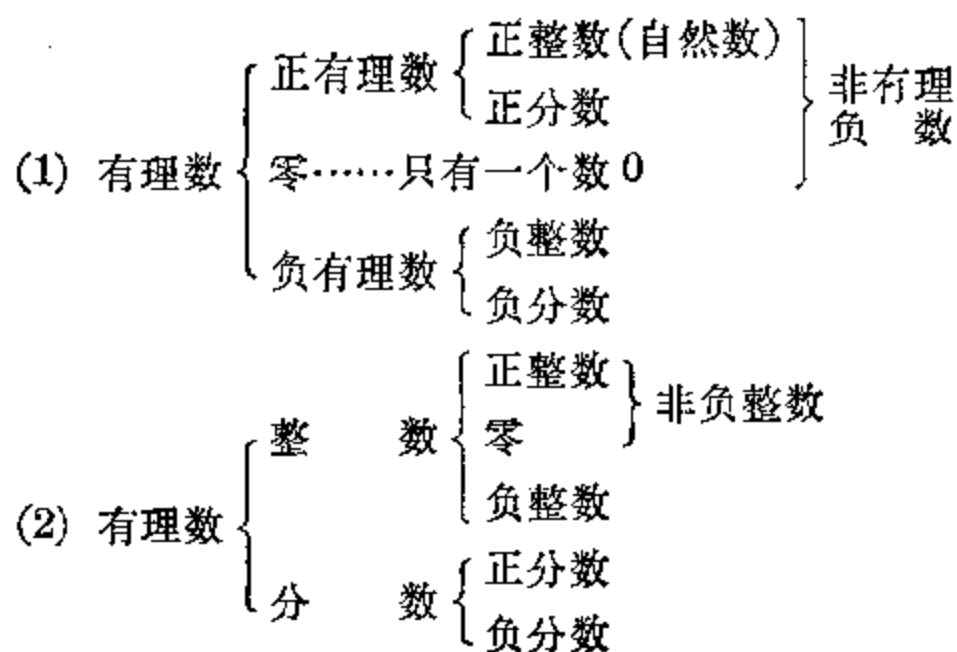 正整数(自然数)
正有理数
正分数
非有理
负 数
(1) 有理数
零……只有一个数 0
负整数
负有理数
负分数
正整数
非负整数
整 数
零
负整数
(2) 有理数
正分数
分 数
负分数